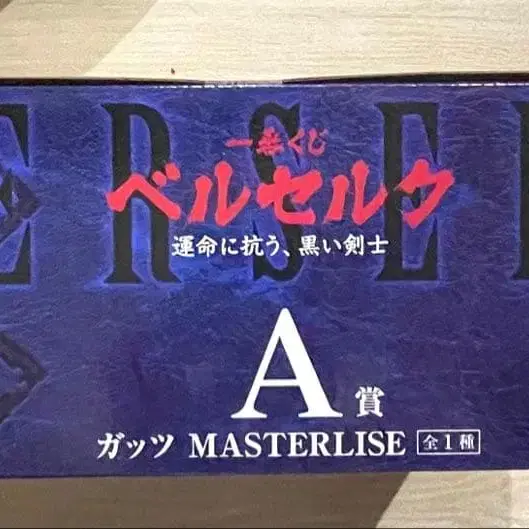 ERSE
一番くじ
ベルセルク
運命に抗う、黒い剣士
A賞
ガッツ MASTERLISE 全1種